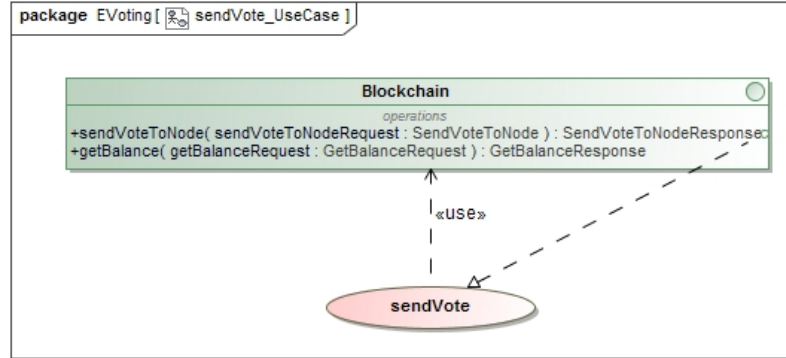 package EVoting [ sendVote_UseCase ]
Blockchain
operations
+sendVoteToNode( sendVoteToNodeRequest : SendVoteToNode ) : SendVoteToNodeResponse
+getBalance( getBalanceRequest : GetBalanceRequest ) : GetBalanceResponse
«use»
sendVote